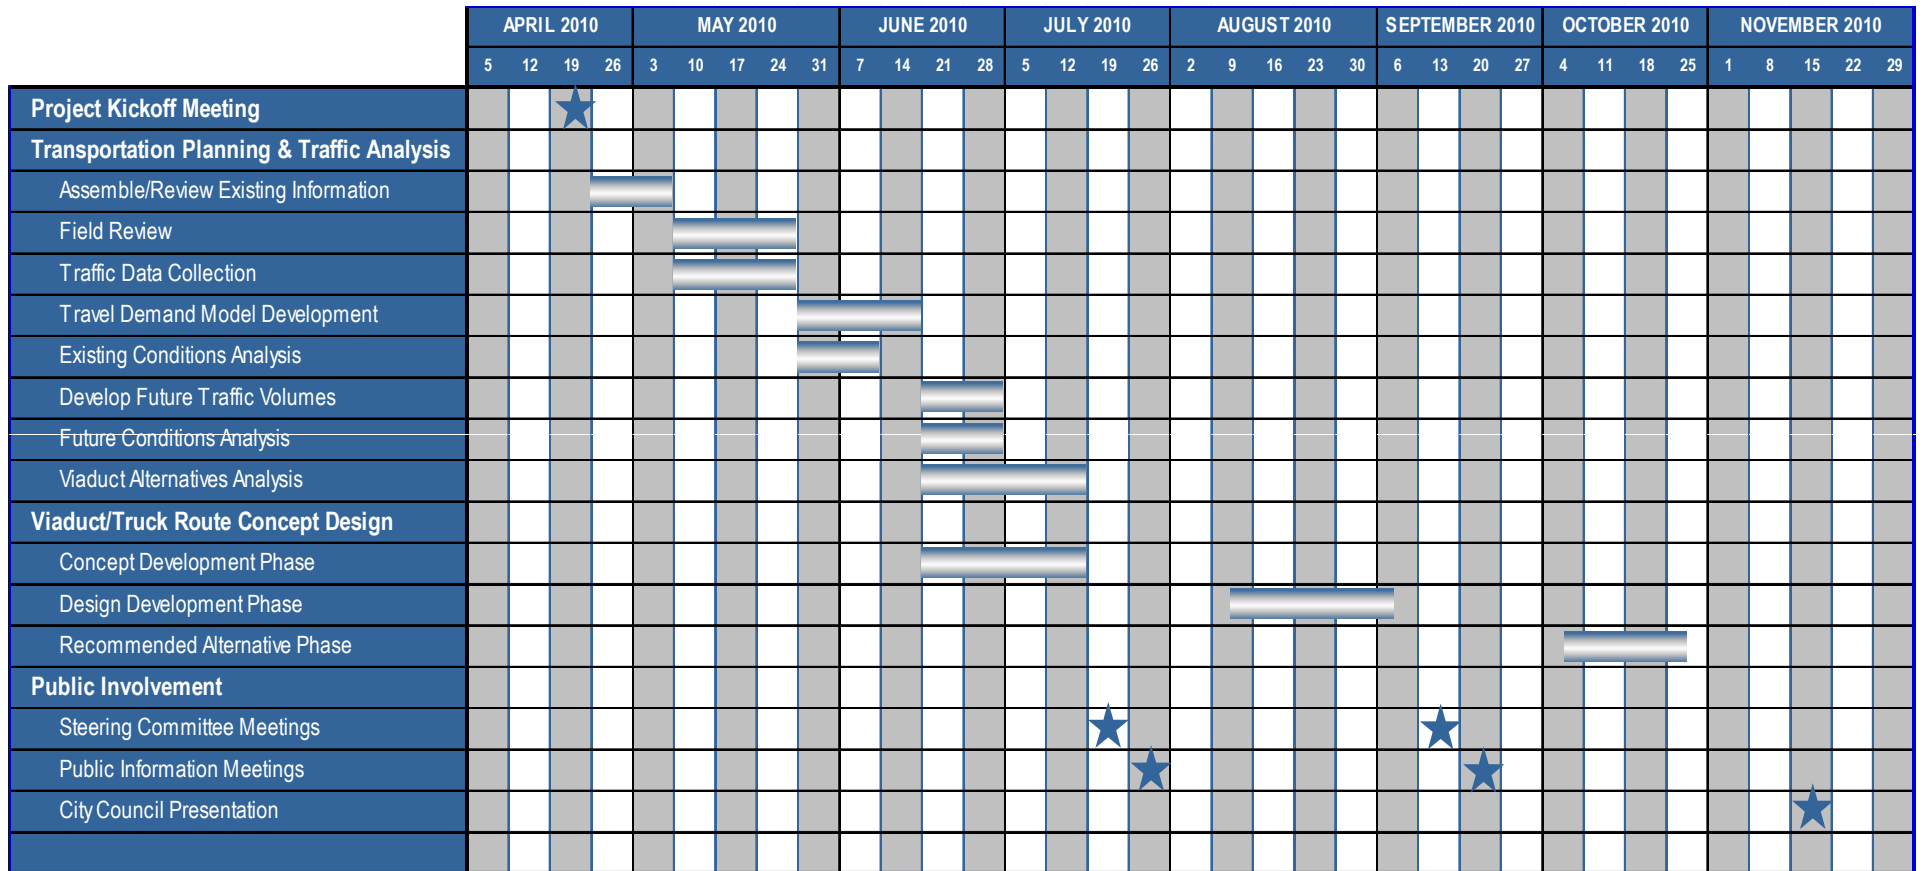 APRIL 2010 MAY 2010 JUNE 2010 JULY 2010 AUGUST 2010 SEPTEMBER 2010 OCTOBER 2010 NOVEMBER 2010
5 12 19 26 3 10 17 24 31 7 14 21 28 5 12 19 26 2 9 16 23 30 6 13 20 27 4 11 18 25 1 8 15 22 29
Project Kickoff Meeting
Transportation Planning & Traffic Analysis
Assemble/Review Existing Information
Field Review
Traffic Data Collection
Travel Demand Model Development
Existing Conditions Analysis
Develop Future Traffic Volumes
Future Conditions Analysis
Viaduct Alternatives Analysis
Viaduct/Truck Route Concept Design
Concept Development Phase
Design Development Phase
Recommended Alternative Phase
Public Involvement
Steering Committee Meetings
Public Information Meetings
City Council Presentation